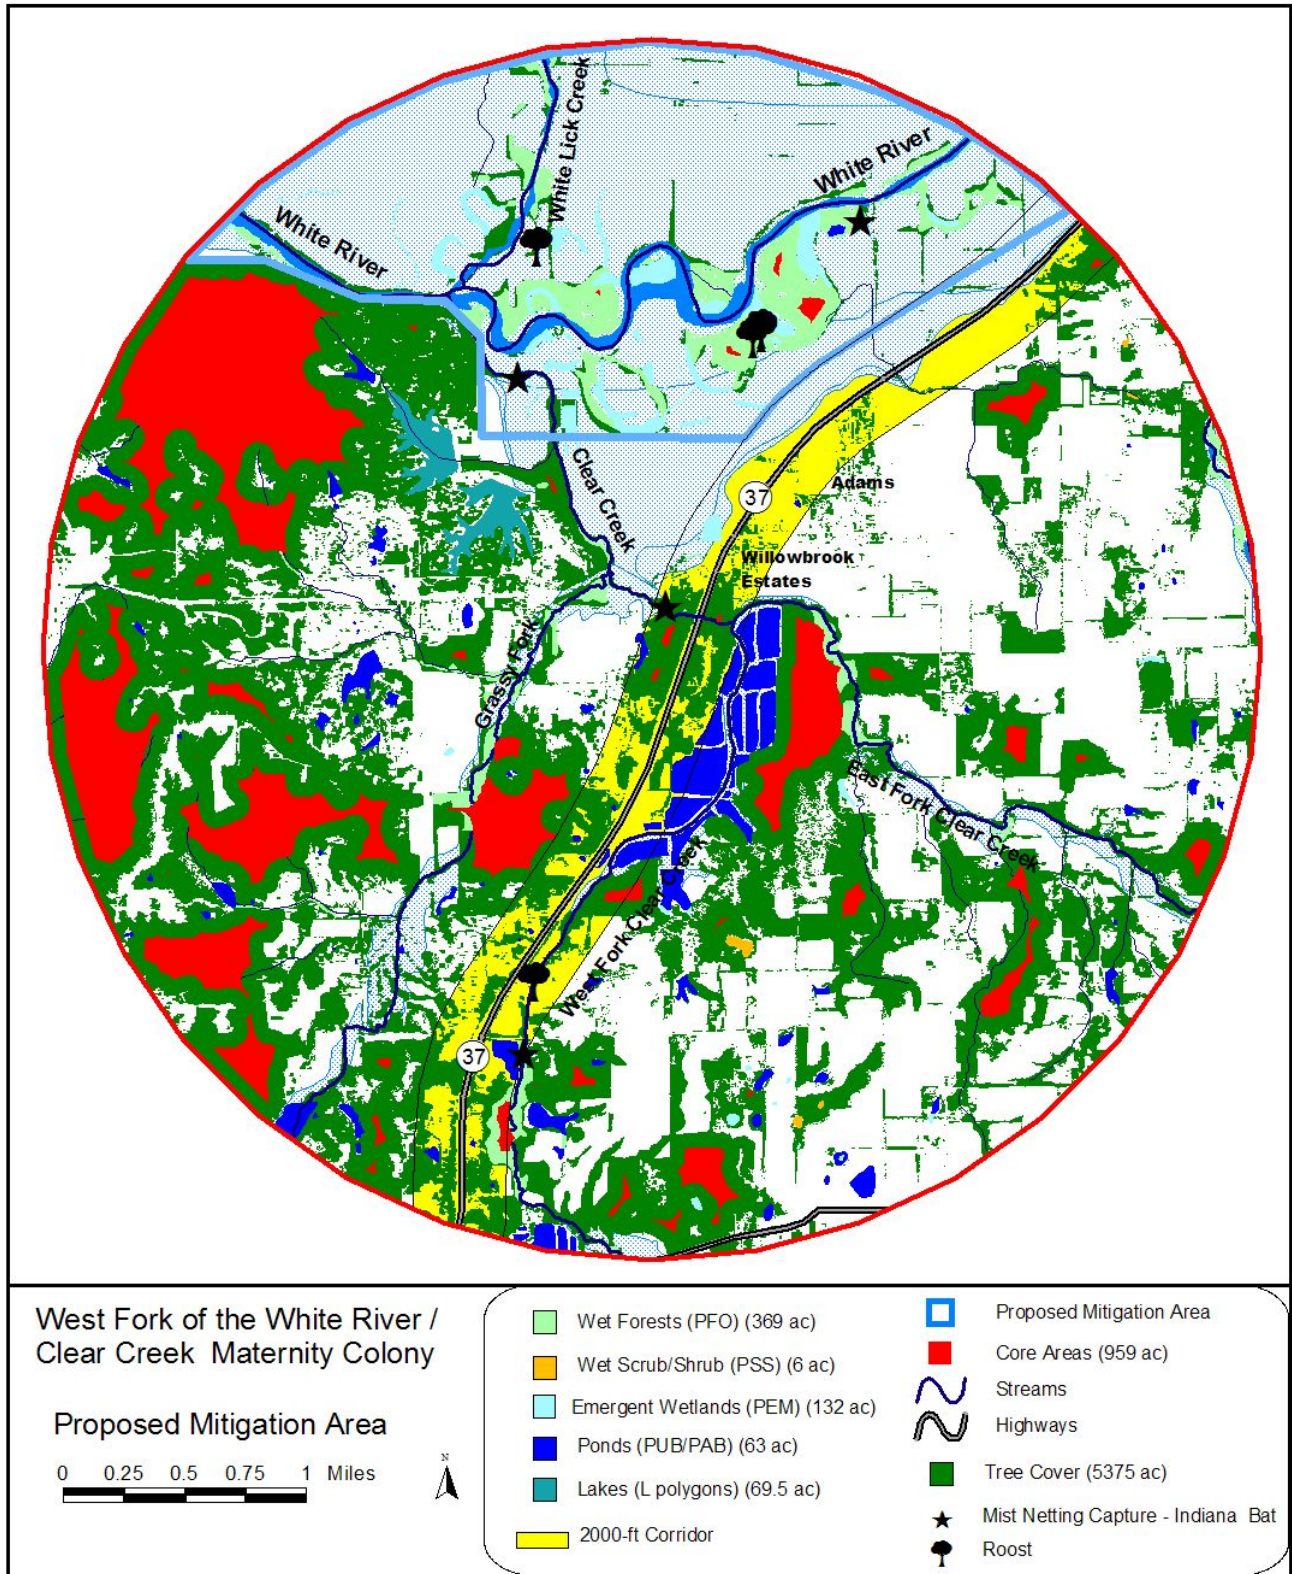 White Lick Creek
White River
White River
Clear Creek
37
Adams
Willowbrook
Estates
Grassy Fork
East Fork Clear Creek
West Fork Clear Creek
37
West Fork of the White River /
Clear Creek Maternity Colony
Proposed Mitigation Area
0 0.25 0.5 0.75 1 Miles
N
Wet Forests (PFO) (369 ac)
Wet Scrub/Shrub (PSS) (6 ac)
Emergent Wetlands (PEM) (132 ac)
Ponds (PUB/PAB) (63 ac)
Lakes (L polygons) (69.5 ac)
2000-ft Corridor
Proposed Mitigation Area
Core Areas (959 ac)
Streams
Highways
Tree Cover (5375 ac)
Mist Netting Capture - Indiana Bat
Roost